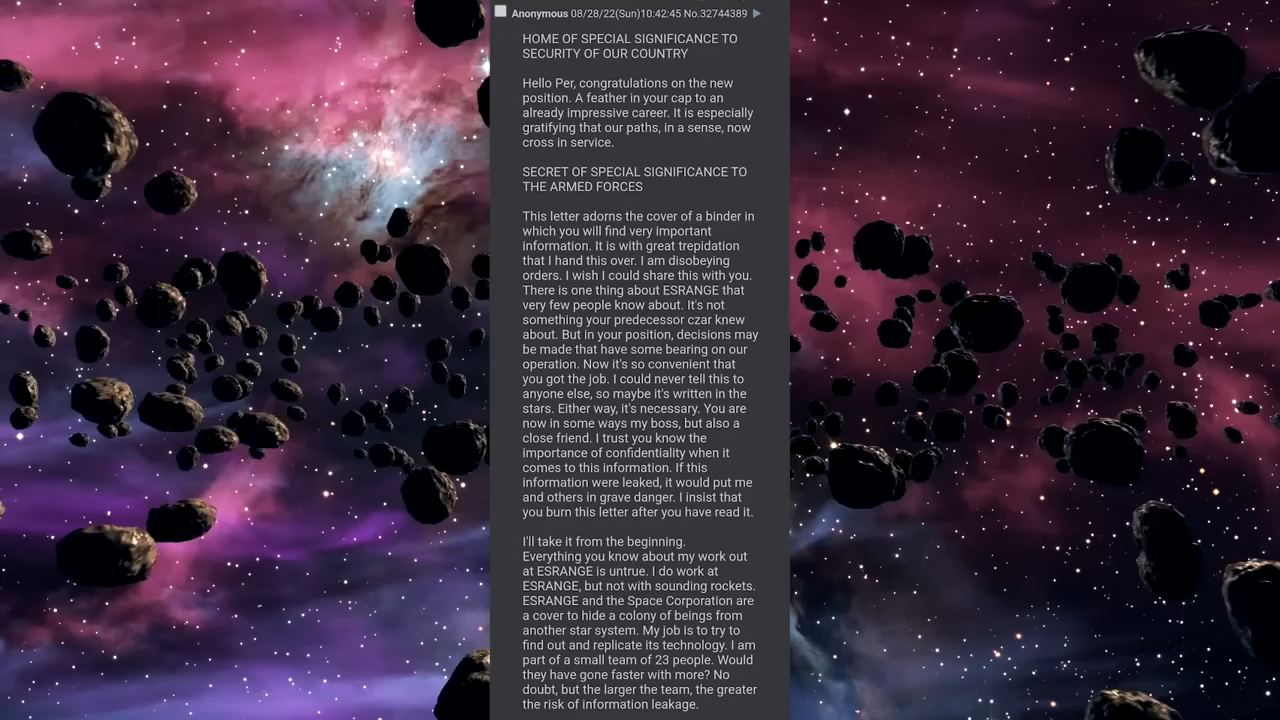 Anonymous 08/28/22(Sun)10:42:45 No.32744389 ▶
HOME OF SPECIAL SIGNIFICANCE TO
SECURITY OF OUR COUNTRY
Hello Per, congratulations on the new
position. A feather in your cap to an
already impressive career. It is especially
gratifying that our paths, in a sense, now
cross in service.
SECRET OF SPECIAL SIGNIFICANCE TO
THE ARMED FORCES
This letter adorns the cover of a binder in
which you will find very important
information. It is with great trepidation
that I hand this over. I am disobeying
orders. I wish I could share this with you.
There is one thing about ESRANGE that
very few people know about. It's not
something your predecessor czar knew
about. But in your position, decisions may
be made that have some bearing on our
operation. Now it's so convenient that
you got the job. I could never tell this to
anyone else, so maybe it's written in the
stars. Either way, it's necessary. You are
now in some ways my boss, but also a
close friend. I trust you know the
importance of confidentiality when it
comes to this information. If this
information were leaked, it would put me
and others in grave danger. I insist that
you burn this letter after you have read it.
I'll take it from the beginning.
Everything you know about my work out
at ESRANGE is untrue. I do work at
ESRANGE, but not with sounding rockets.
ESRANGE and the Space Corporation are
a cover to hide a colony of beings from
another star system. My job is to try to
find out and replicate its technology. I am
part of a small team of 23 people. Would
they have gone faster with more? No
doubt, but the larger the team, the greater
the risk of information leakage.